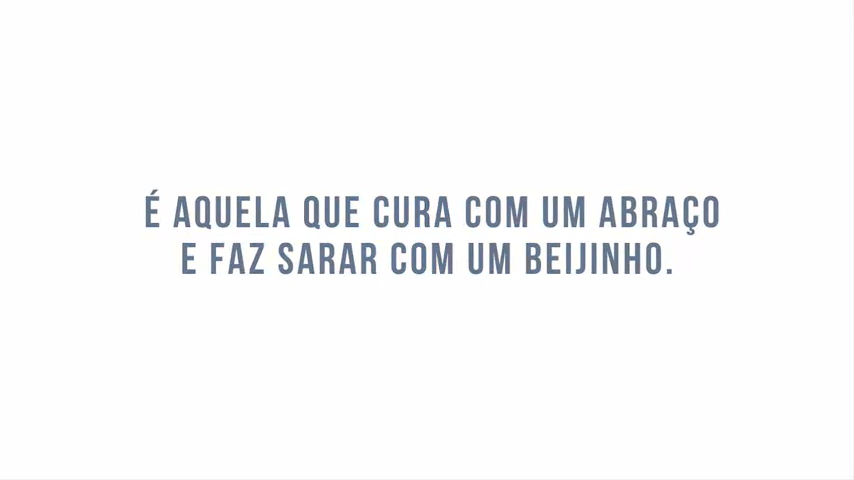 É AQUELA QUE CURA COM UM ABRAÇO
E FAZ SARAR COM UM BEIJINHO.